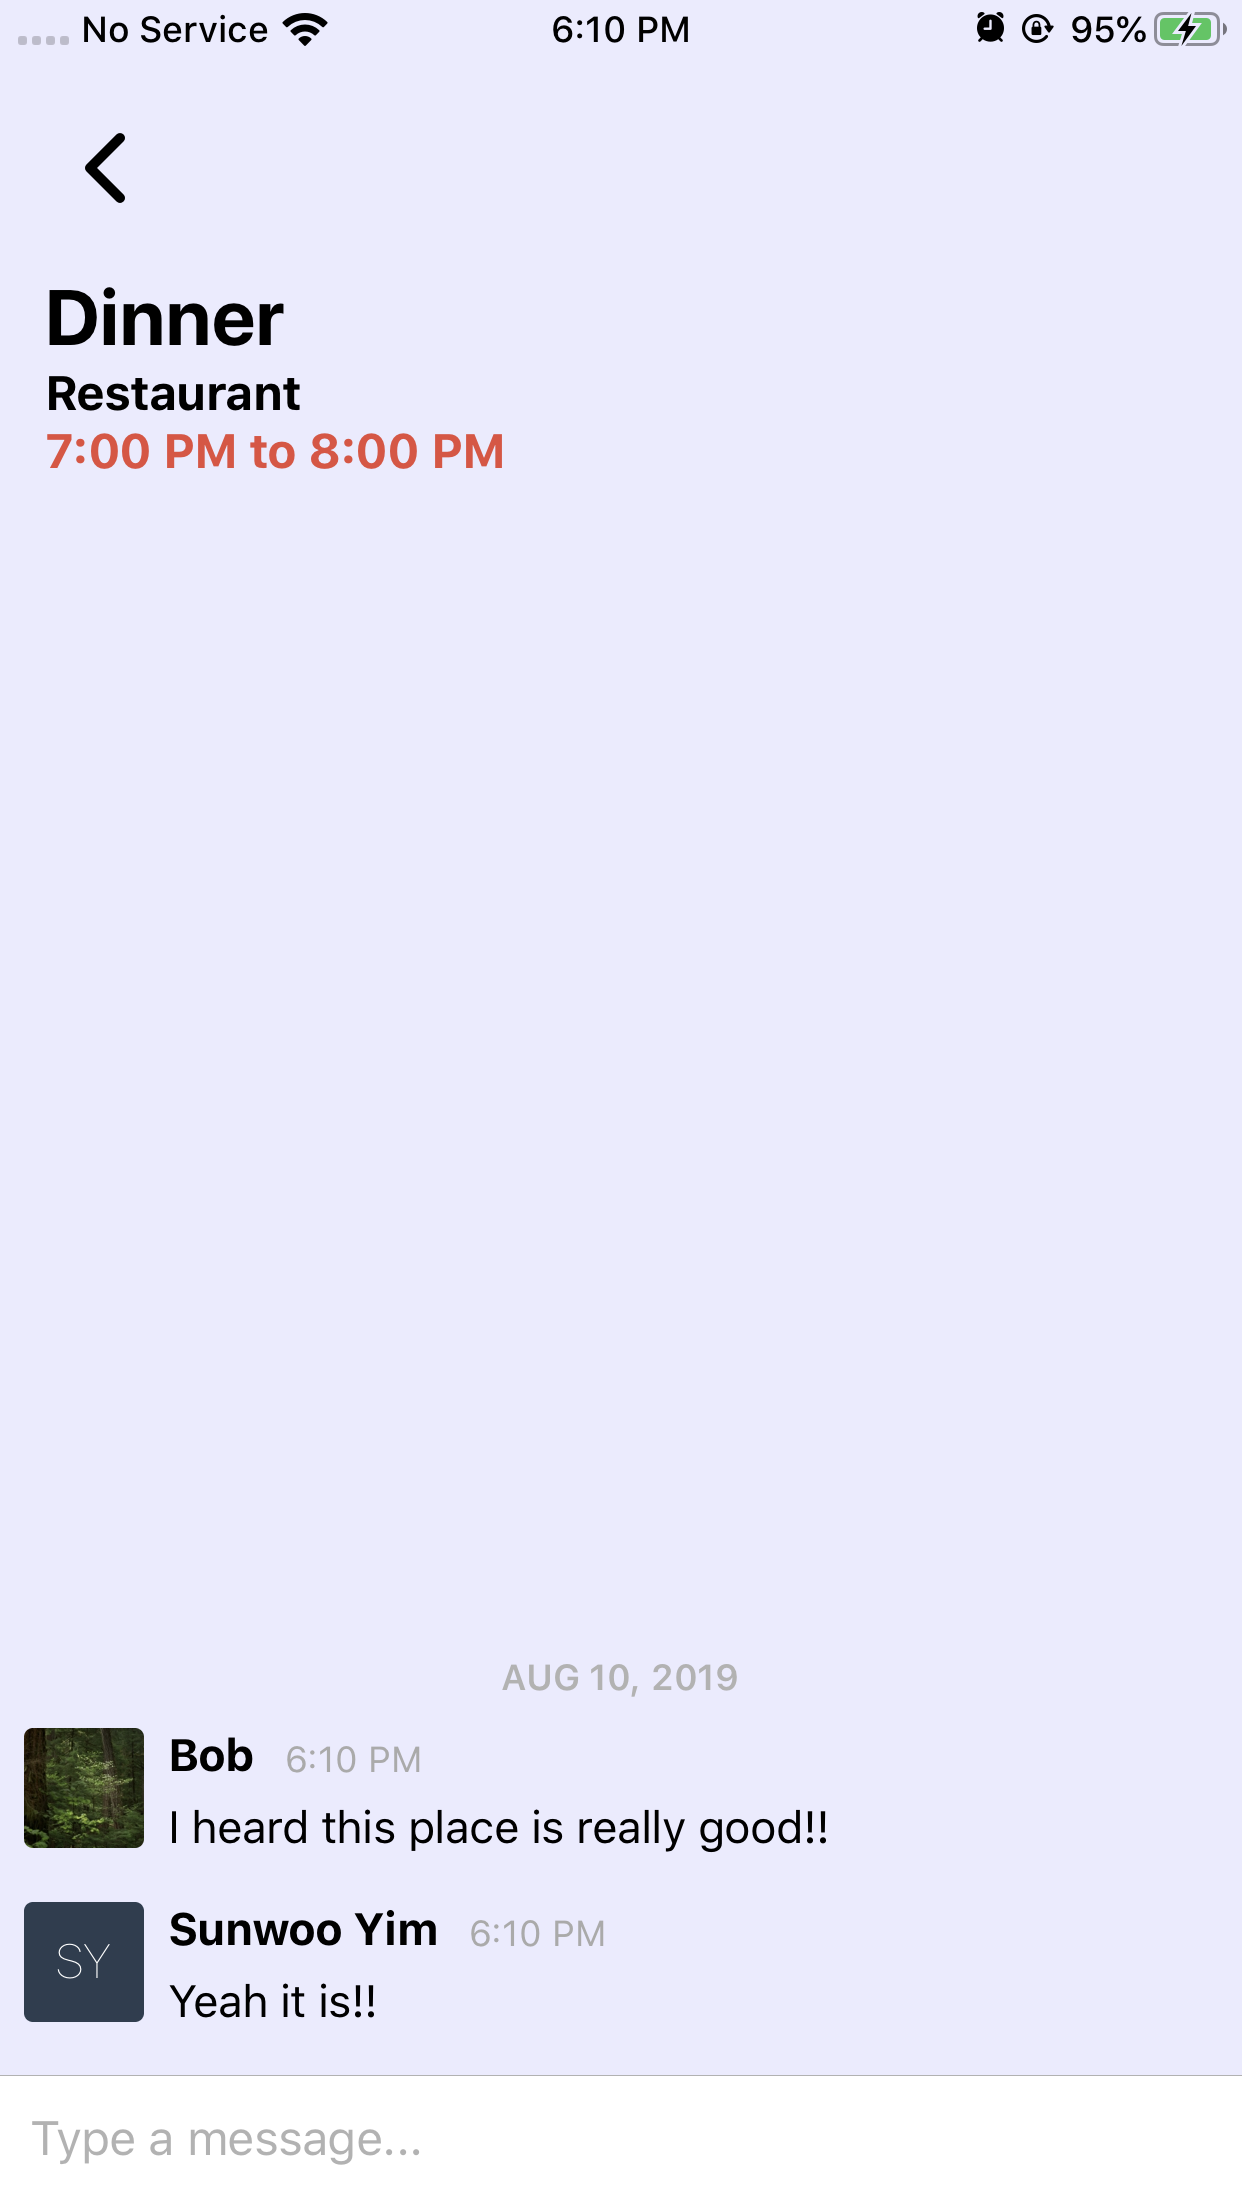 No Service 6:10 PM 95%
Dinner
Restaurant
7:00 PM to 8:00 PM
AUG 10, 2019
Bob 6:10 PM
I heard this place is really good!!
SY
Sunwoo Yim 6:10 PM
Yeah it is!!
Type a message...